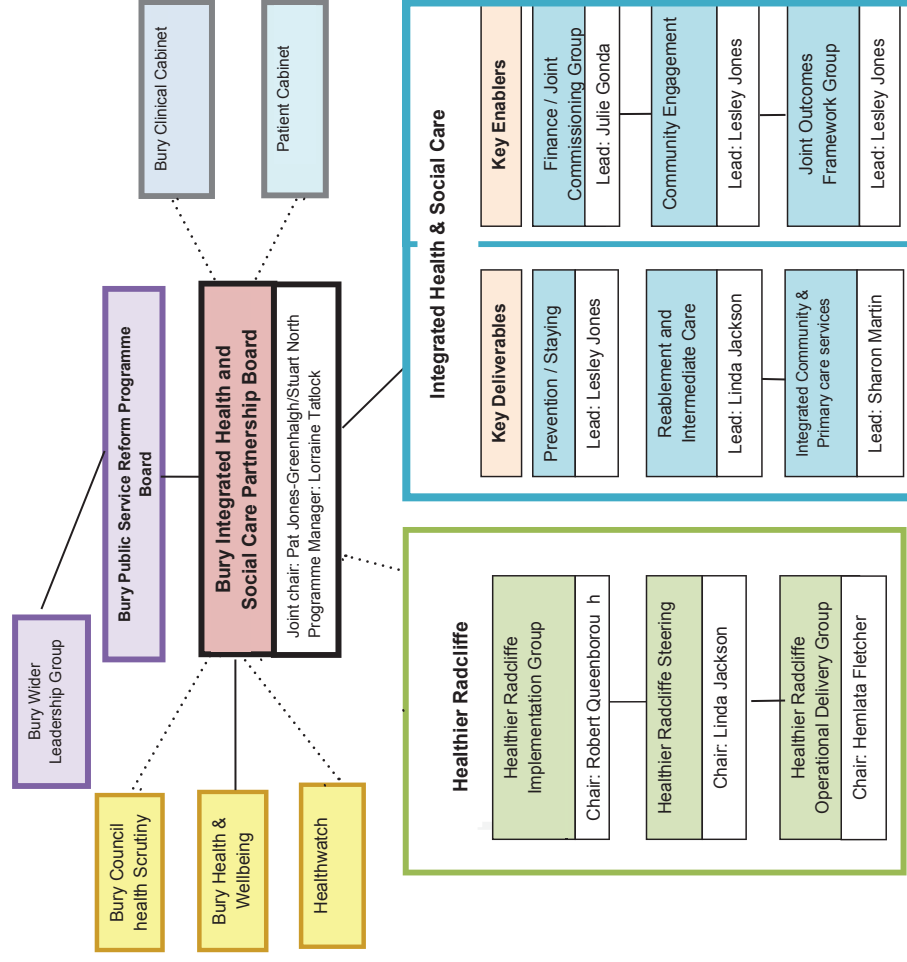 Bury Wider
Leadership Group
Bury Public Service Reform Programme
Board
Bury Clinical Cabinet
Patient Cabinet
Bury Council
health Scrutiny
Bury Health &
Wellbeing
Healthwatch
Bury Integrated Health and
Social Care Partnership Board
Joint chair: Pat Jones-Greenhalgh/Stuart North
Programme Manager: Lorraine Tatlock
Healthier Radcliffe
Healthier Radcliffe
Implementation Group
Chair: Robert Queenborou h
Healthier Radcliffe Steering
Chair: Linda Jackson
Healthier Radcliffe
Operational Delivery Group
Chair: Hemlata Fletcher
Integrated Health & Social Care
Key Deliverables
Prevention / Staying
Lead: Lesley Jones
Reablement and
Intermediate Care
Lead: Linda Jackson
Integrated Community &
Primary care services
Lead: Sharon Martin
Key Enablers
Finance / Joint
Commissioning Group
Lead: Julie Gonda
Community Engagement
Lead: Lesley Jones
Joint Outcomes
Framework Group
Lead: Lesley Jones